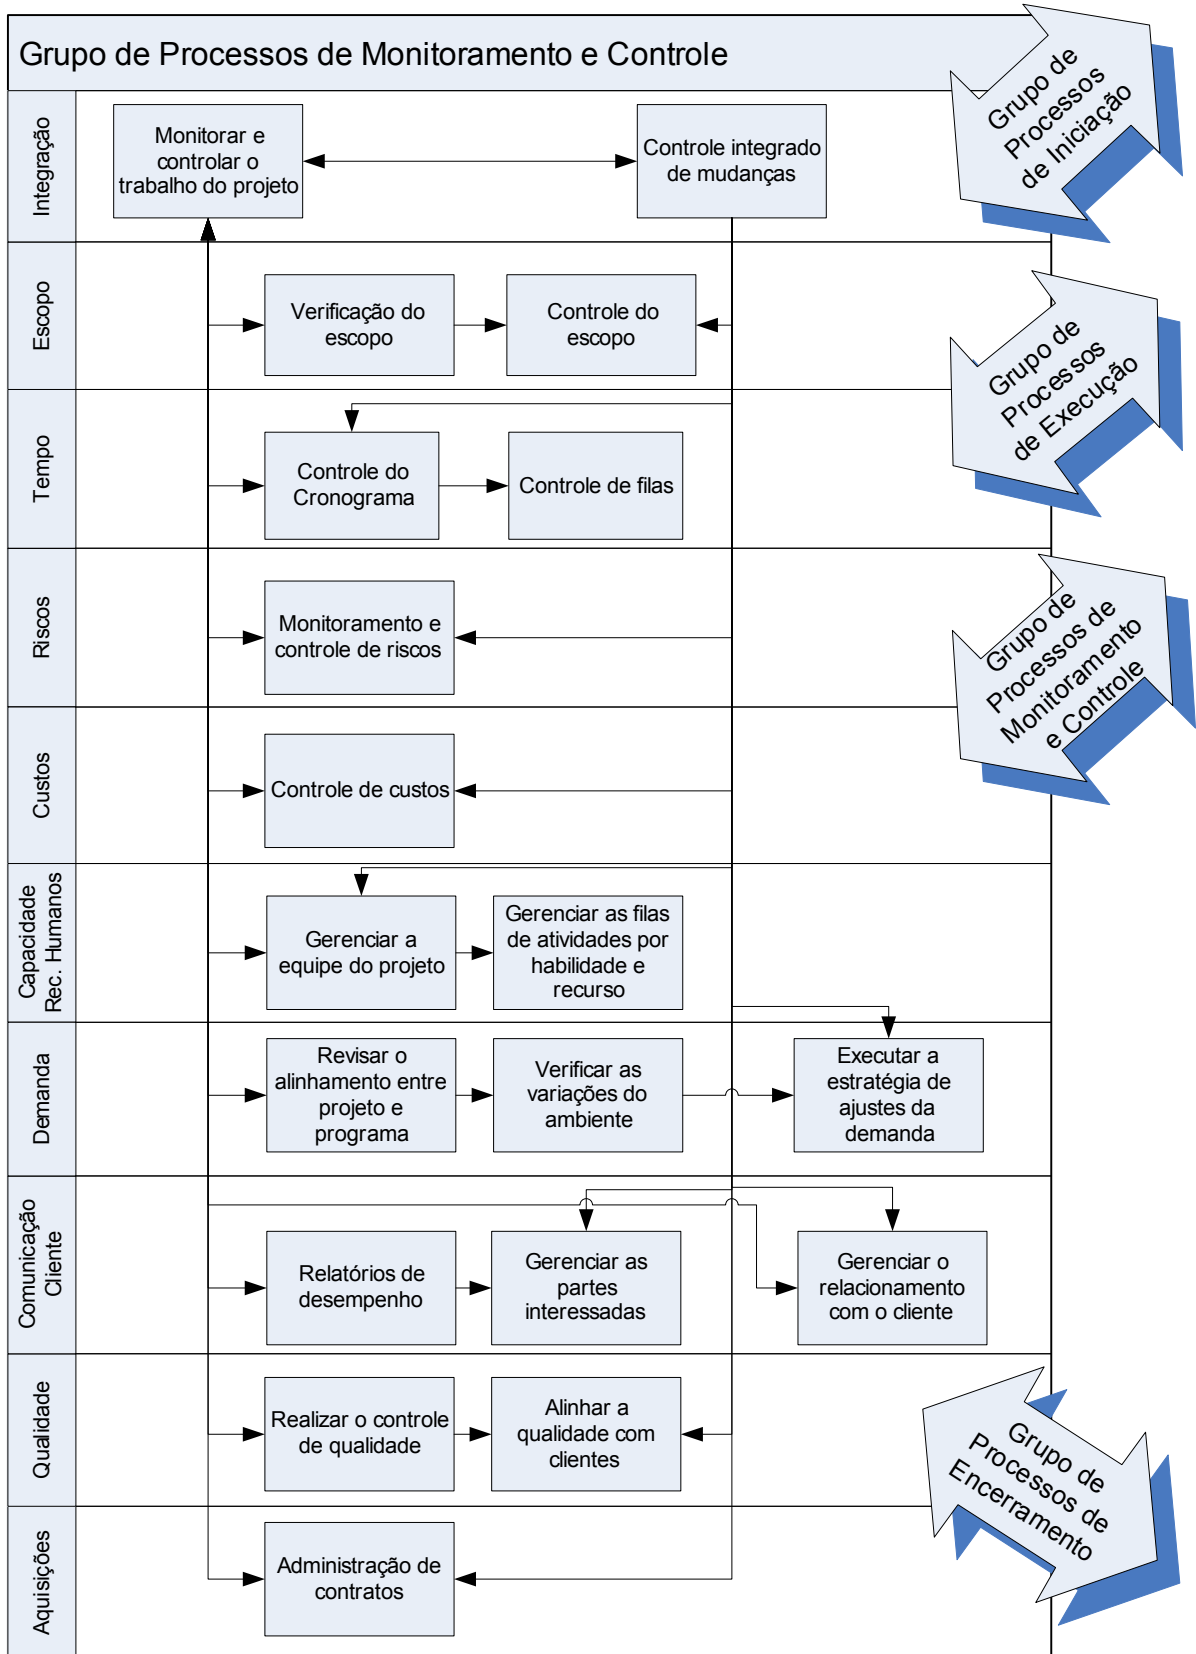 Grupo de Processos de Monitoramento e Controle
Grupo de
Processos
de Iniciação
Integração
Monitorar e
controlar o
trabalho do projeto
Controle integrado
de mudanças
Escopo
Verificação do
escopo
Controle do
escopo
Grupo de
Processos
de Execução
Tempo
Controle do
Cronograma
Controle de filas
Riscos
Monitoramento e
controle de riscos
Grupo de
Processos de
Monitoramento
e Controle
Custos
Controle de custos
Capacidade
Rec. Humanos
Gerenciar a
equipe do projeto
Gerenciar as filas
de atividades por
habilidade e
recurso
Demanda
Revisar o
alinhamento entre
projeto e
programa
Verificar as
variações do
ambiente
Executar a
estratégia de
ajustes da
demanda
Comunicação
Cliente
Relatórios de
desempenho
Gerenciar as
partes
interessadas
Gerenciar o
relacionamento
com o cliente
Qualidade
Realizar o controle
de qualidade
Alinhar a
qualidade com
clientes
Grupo de
Processos de
Encerramento
Aquisições
Administração de
contratos